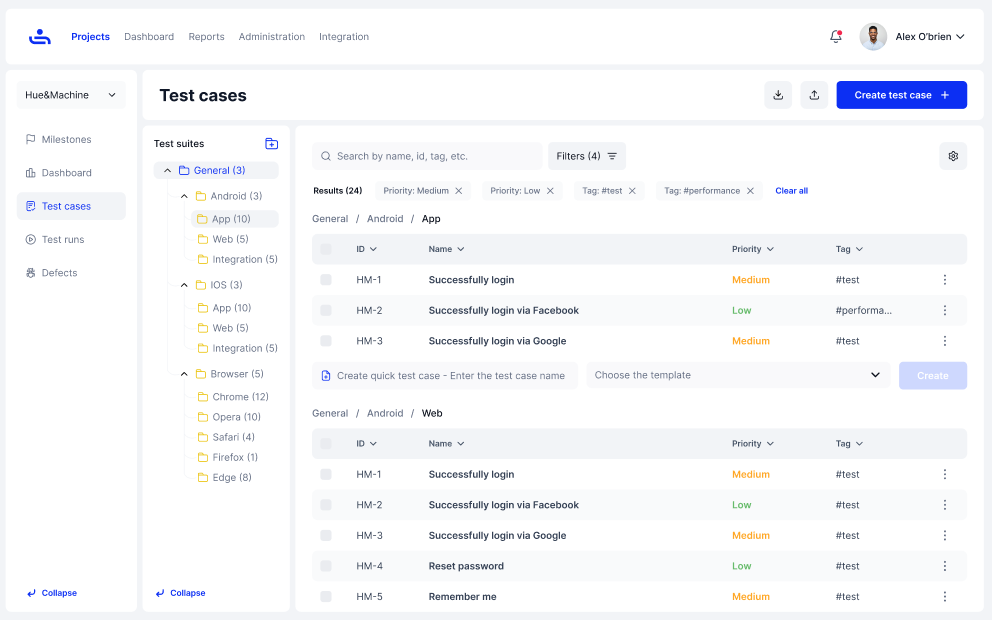 Projects Dashboard Reports Administration Integration
Alex O'brien
Hue&Machine
Milestones
Dashboard
Test cases
Test runs
Defects
Collapse
Test cases
Create test case +
Test suites
General (3)
Android (3)
App (10)
Web (5)
Integration (5)
IOS (3)
App (10)
Web (5)
Integration (5)
Browser (5)
Chrome (12)
Opera (10)
Safari (4)
Firefox (1)
Edge (8)
Collapse
Search by name, id, tag, etc.
Filters (4)
Results (24) Priority: Medium Priority: Low Tag: #test Tag: #performance Clear all
General / Android / App
ID Name Priority Tag
HM-1 Successfully login Medium #test
HM-2 Successfully login via Facebook Low #performa...
HM-3 Successfully login via Google Medium #test
Create quick test case - Enter the test case name Choose the template Create
General / Android / Web
ID Name Priority Tag
HM-1 Successfully login Medium #test
HM-2 Successfully login via Facebook Low #test
HM-3 Successfully login via Google Medium #test
HM-4 Reset password Low #test
HM-5 Remember me Medium #test